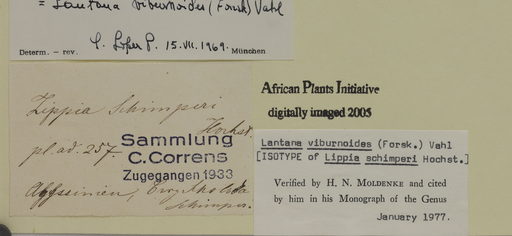 = Lantana viburnoides (Forsk) Vahl
15.VII.1969.
Determ. – rev. München
Lippia Schimperi
Hochst.
pl. ad. 257.
Sammlung
C. Correns
Zugegangen 1933
Abyssinien,
Schimper.
African Plants Initiative
digitally imaged 2005
Lantana viburnoides (Forsk.) Vahl
[ISOTYPE of Lippia schimperi Hochst.]
Verified by H. N. MOLDENKE and cited
by him in his Monograph of the Genus
January 1977.